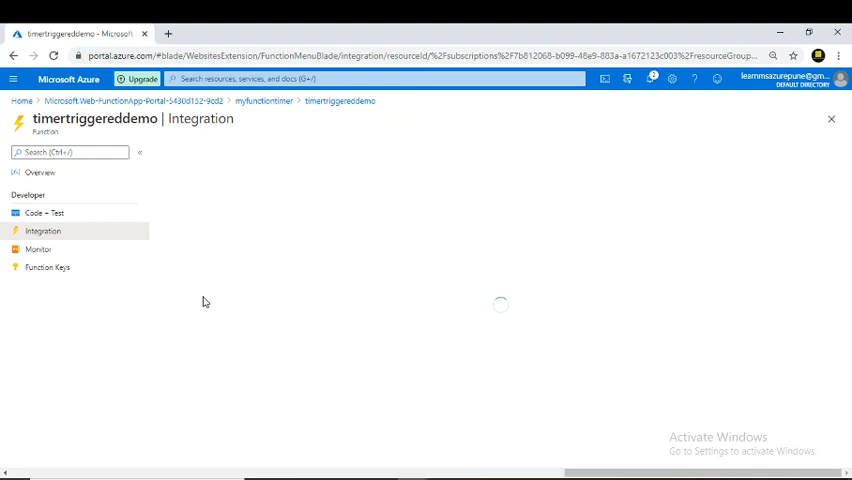 timertriggereddemo - Microsoft
portal.azure.com/#blade/WebsitesExtension/FunctionMenuBlade/integration/resourceId/%2Fsubscriptions%2F7b812068-b099-48e9-883a-a1672123c003%2FresourceGroup...
Microsoft Azure
Upgrade
Search resources, services, and docs (G+/)
2
learnmsazurepune@gm...
DEFAULT DIRECTORY
Home > Microsoft.Web-FunctionApp-Portal-5430d152-9cd2 > myfunctiontimer > timertriggereddemo
timertriggereddemo | Integration
Function
Search (Ctrl+/)
Overview
Developer
Code + Test
Integration
Monitor
Function Keys
Activate Windows
Go to Settings to activate Windows.